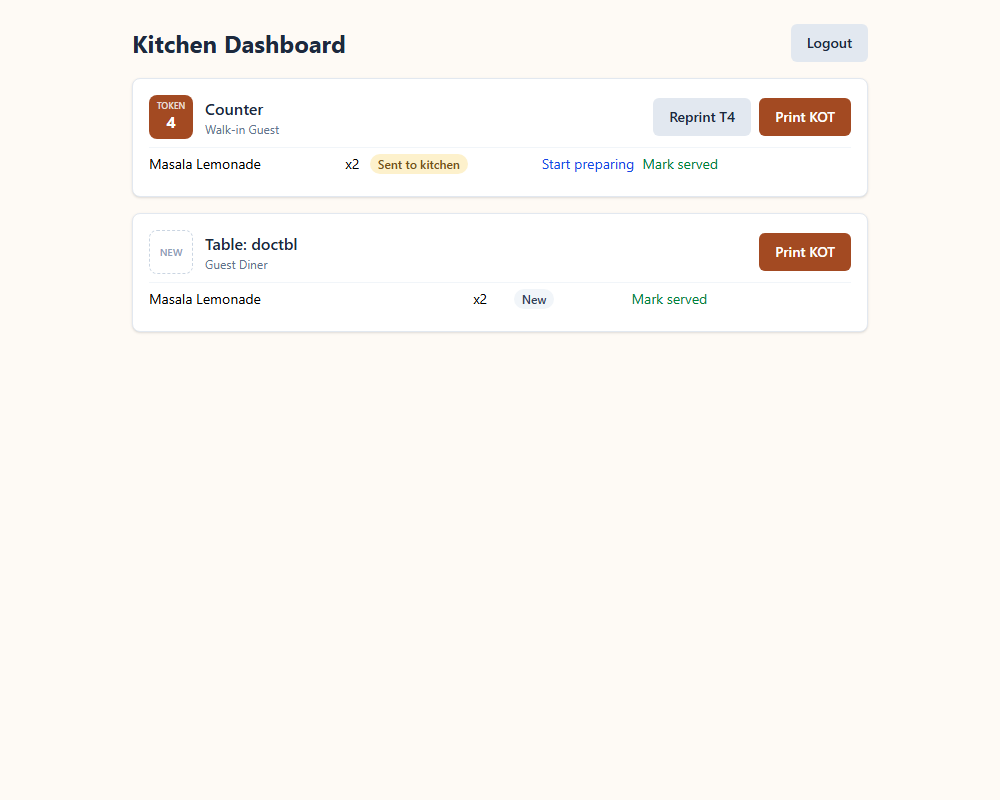 Kitchen Dashboard
Logout
TOKEN
4
Counter
Walk-in Guest
Reprint T4
Print KOT
Masala Lemonade x2 Sent to kitchen Start preparing Mark served
NEW
Table: doctbl
Guest Diner
Print KOT
Masala Lemonade x2 New Mark served